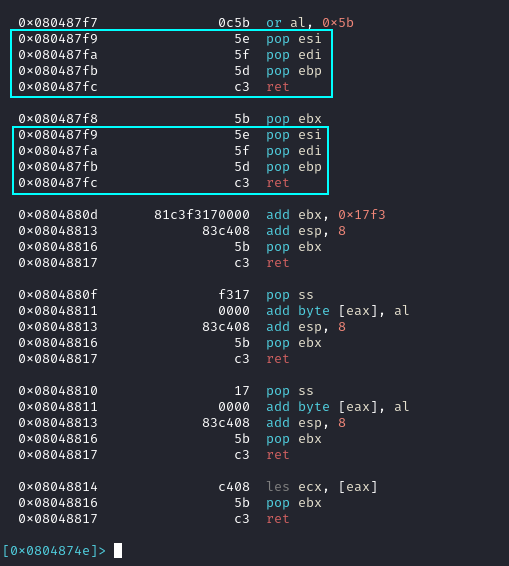 0×080487f7 0c5b or al, 0×5b
0×080487f9 5e pop esi
0×080487fa 5f pop edi
0×080487fb 5d pop ebp
0×080487fc c3 ret
0×080487f8 5b pop ebx
0×080487f9 5e pop esi
0×080487fa 5f pop edi
0×080487fb 5d pop ebp
0×080487fc c3 ret
0×0804880d 81c3f3170000 add ebx, 0×17f3
0×08048813 83c408 add esp, 8
0×08048816 5b pop ebx
0×08048817 c3 ret
0×0804880f f317 pop ss
0×08048811 0000 add byte [eax], al
0×08048813 83c408 add esp, 8
0×08048816 5b pop ebx
0×08048817 c3 ret
0×08048810 17 pop ss
0×08048811 0000 add byte [eax], al
0×08048813 83c408 add esp, 8
0×08048816 5b pop ebx
0×08048817 c3 ret
0×08048814 c408 les ecx, [eax]
0×08048816 5b pop ebx
0×08048817 c3 ret
[0×0804874e]>